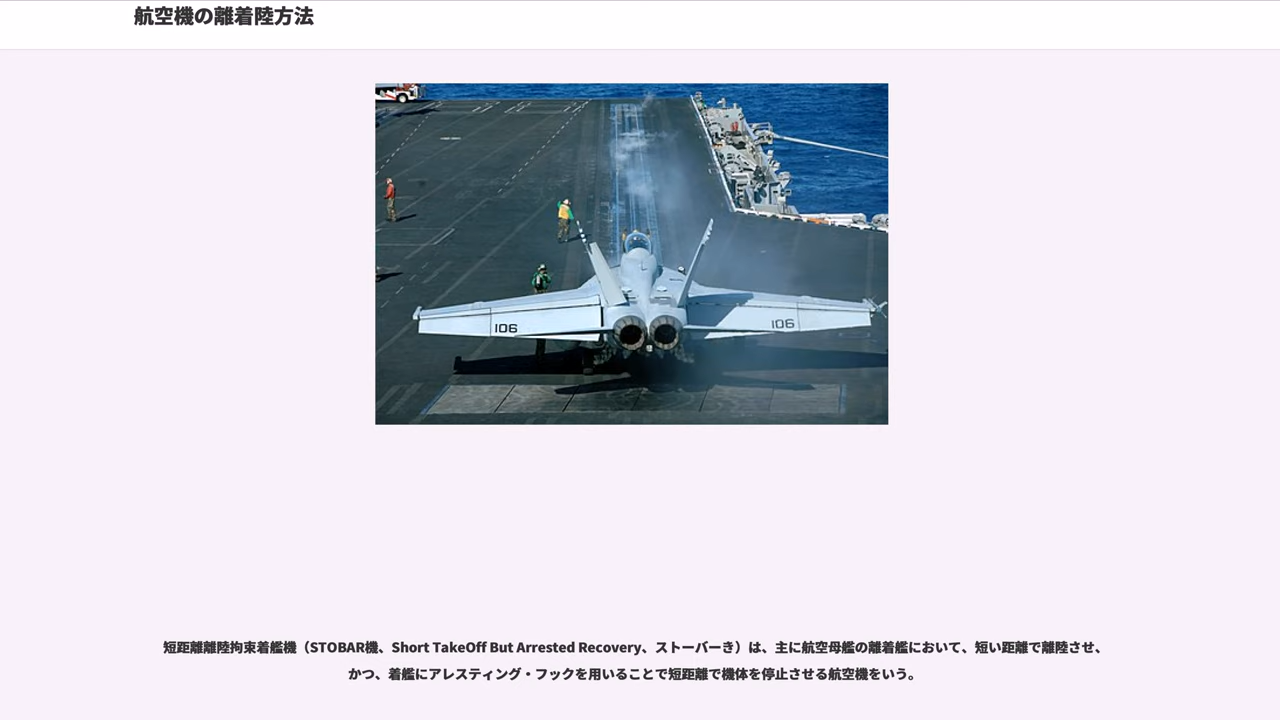 航空機の離着陸方法
106
106
短距離離陸拘束着艦機（STOBAR機、Short TakeOff But Arrested Recovery、ストーバーき）は、主に航空母艦の離着艦において、短い距離で離陸させ、
かつ、着艦にアレスティング・フックを用いることで短距離で機体を停止させる航空機をいう。